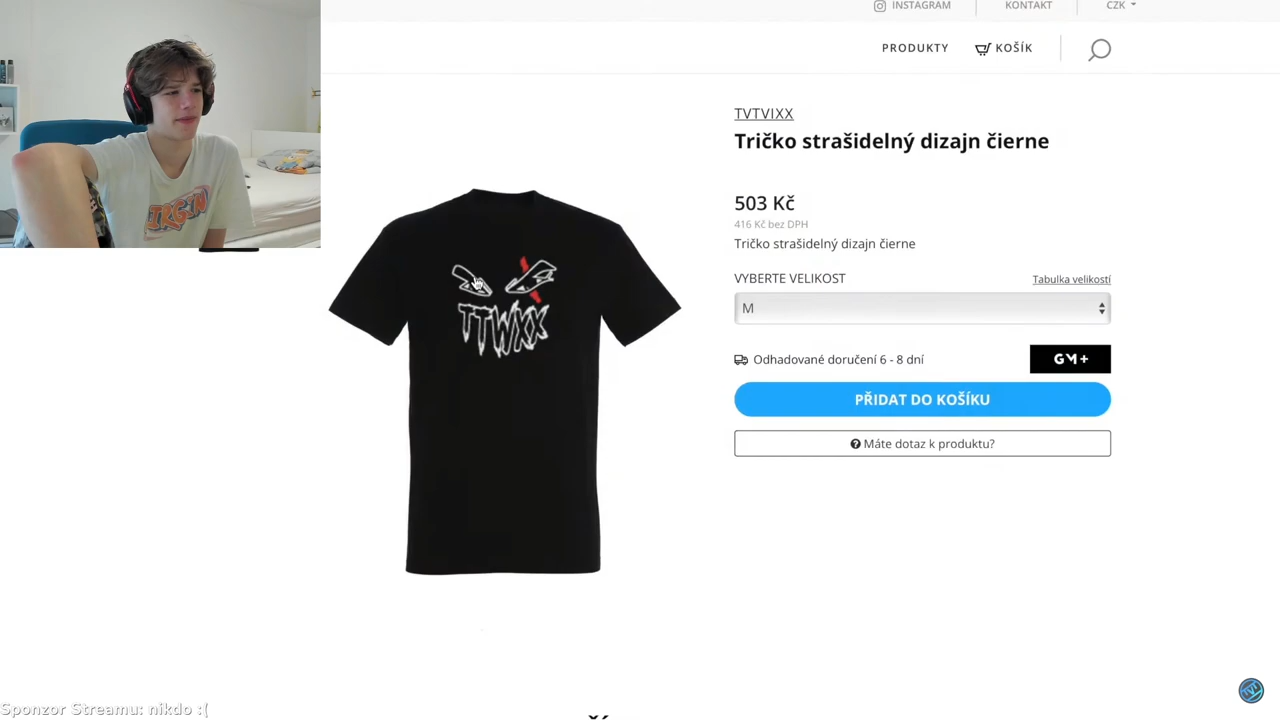 INSTAGRAM
KONTAKT
CZK
PRODUKTY
KOŠÍK
TVTVIXX
Tričko strašidelný dizajn čierne
503 Kč
416 Kč bez DPH
Tričko strašidelný dizajn čierne
VYBERTE VELIKOST
Tabulka velikostí
M
Odhadované doručení 6 - 8 dní
GM+
PŘIDAT DO KOŠÍKU
Máte dotaz k produktu?
TTWXX
Sponzor Streamu: nikdo :(